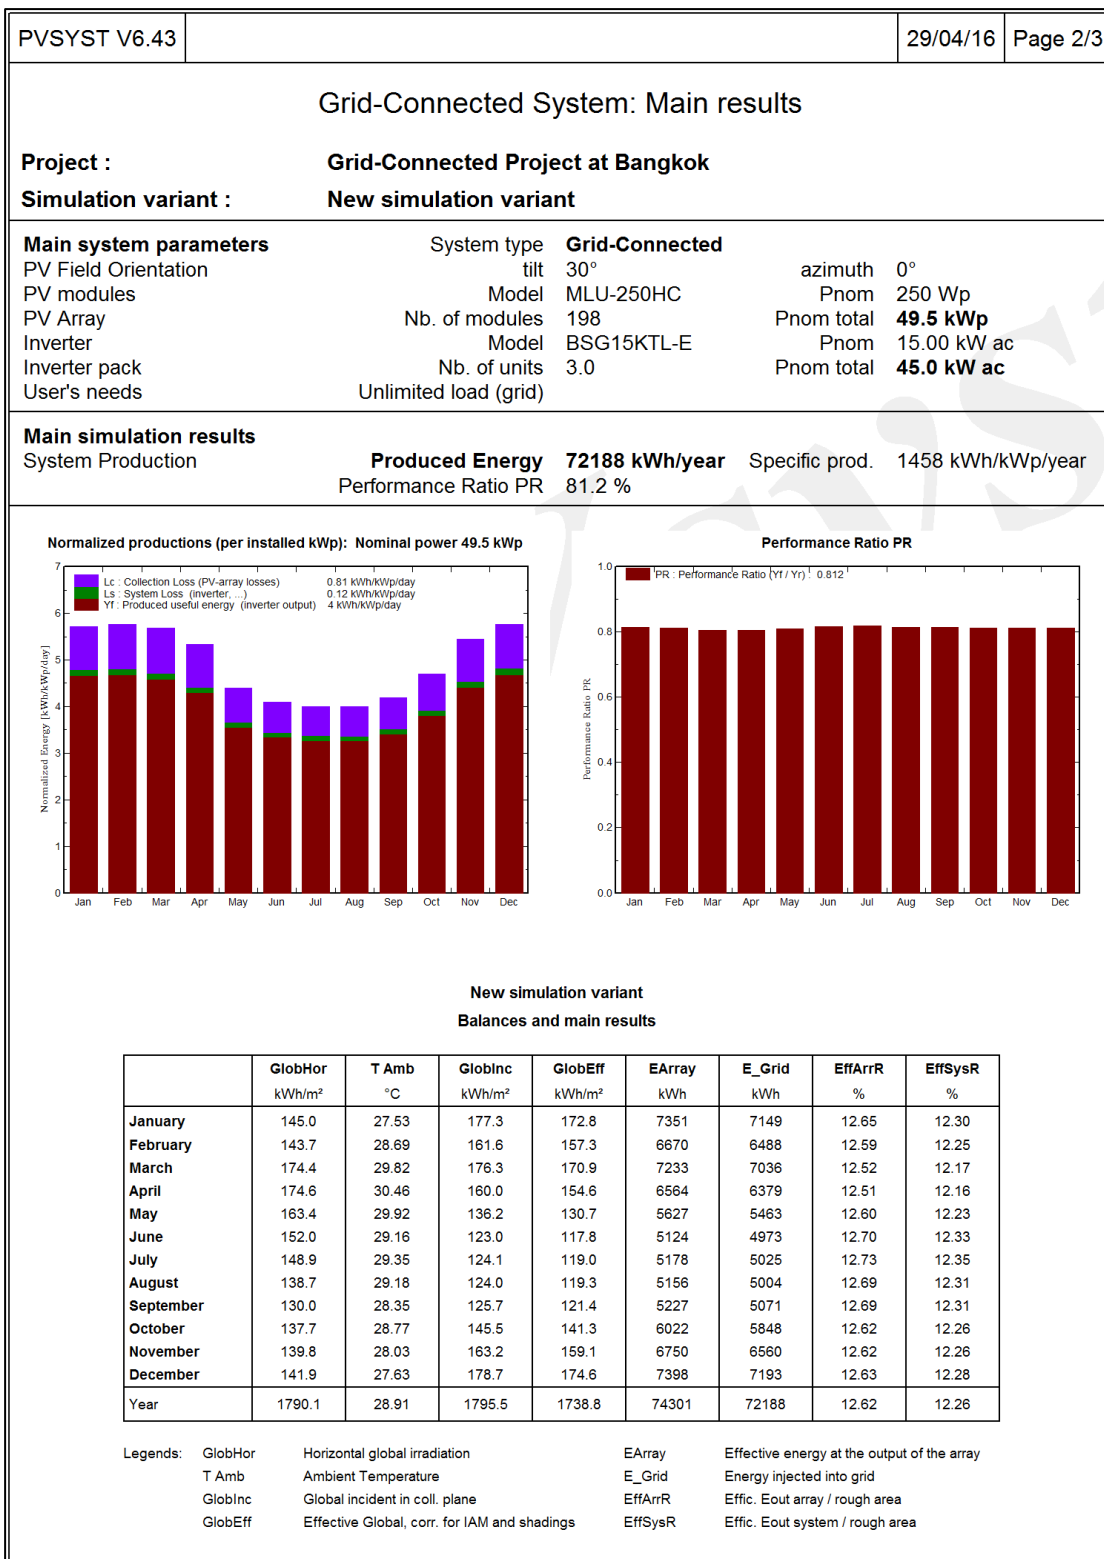 PVSYST V6.43 29/04/16 Page 2/3
Grid-Connected System: Main results
Project : Grid-Connected Project at Bangkok
Simulation variant : New simulation variant
Main system parameters System type Grid-Connected
PV Field Orientation tilt 30° azimuth 0°
PV modules Model MLU-250HC Pnom 250 Wp
PV Array Nb. of modules 198 Pnom total 49.5 kWp
Inverter Model BSG15KTL-E Pnom 15.00 kW ac
Inverter pack Nb. of units 3.0 Pnom total 45.0 kW ac
User's needs Unlimited load (grid)
Main simulation results
System Production Produced Energy 72188 kWh/year Specific prod. 1458 kWh/kWp/year
Performance Ratio PR 81.2 %
Normalized productions (per installed kWp): Nominal power 49.5 kWp
Lc : Collection Loss (PV-array losses) 0.81 kWh/kWp/day
Ls : System Loss (inverter, ...) 0.12 kWh/kWp/day
Yf : Produced useful energy (inverter output) 4 kWh/kWp/day
Normalized Energy [kWh/kWp/day]
7
6
5
4
3
2
1
0
Jan Feb Mar Apr May Jun Jul Aug Sep Oct Nov Dec
Performance Ratio PR
PR : Performance Ratio (Yf / Yr) : 0.812
Performance Ratio PR
1.0
0.8
0.6
0.4
0.2
0.0
Jan Feb Mar Apr May Jun Jul Aug Sep Oct Nov Dec
New simulation variant
Balances and main results
GlobHor T Amb GlobInc GlobEff EArray E_Grid EffArrR EffSysR
kWh/m² °C kWh/m² kWh/m² kWh kWh % %
January 145.0 27.53 177.3 172.8 7351 7149 12.65 12.30
February 143.7 28.69 161.6 157.3 6670 6488 12.59 12.25
March 174.4 29.82 176.3 170.9 7233 7036 12.52 12.17
April 174.6 30.46 160.0 154.6 6564 6379 12.51 12.16
May 163.4 29.92 136.2 130.7 5627 5463 12.60 12.23
June 152.0 29.16 123.0 117.8 5124 4973 12.70 12.33
July 148.9 29.35 124.1 119.0 5178 5025 12.73 12.35
August 138.7 29.18 124.0 119.3 5156 5004 12.69 12.31
September 130.0 28.35 125.7 121.4 5227 5071 12.69 12.31
October 137.7 28.77 145.5 141.3 6022 5848 12.62 12.26
November 139.8 28.03 163.2 159.1 6750 6560 12.62 12.26
December 141.9 27.63 178.7 174.6 7398 7193 12.63 12.28
Year 1790.1 28.91 1795.5 1738.8 74301 72188 12.62 12.26
Legends: GlobHor Horizontal global irradiation EArray Effective energy at the output of the array
T Amb Ambient Temperature E_Grid Energy injected into grid
GlobInc Global incident in coll. plane EffArrR Effic. Eout array / rough area
GlobEff Effective Global, corr. for IAM and shadings EffSysR Effic. Eout system / rough area